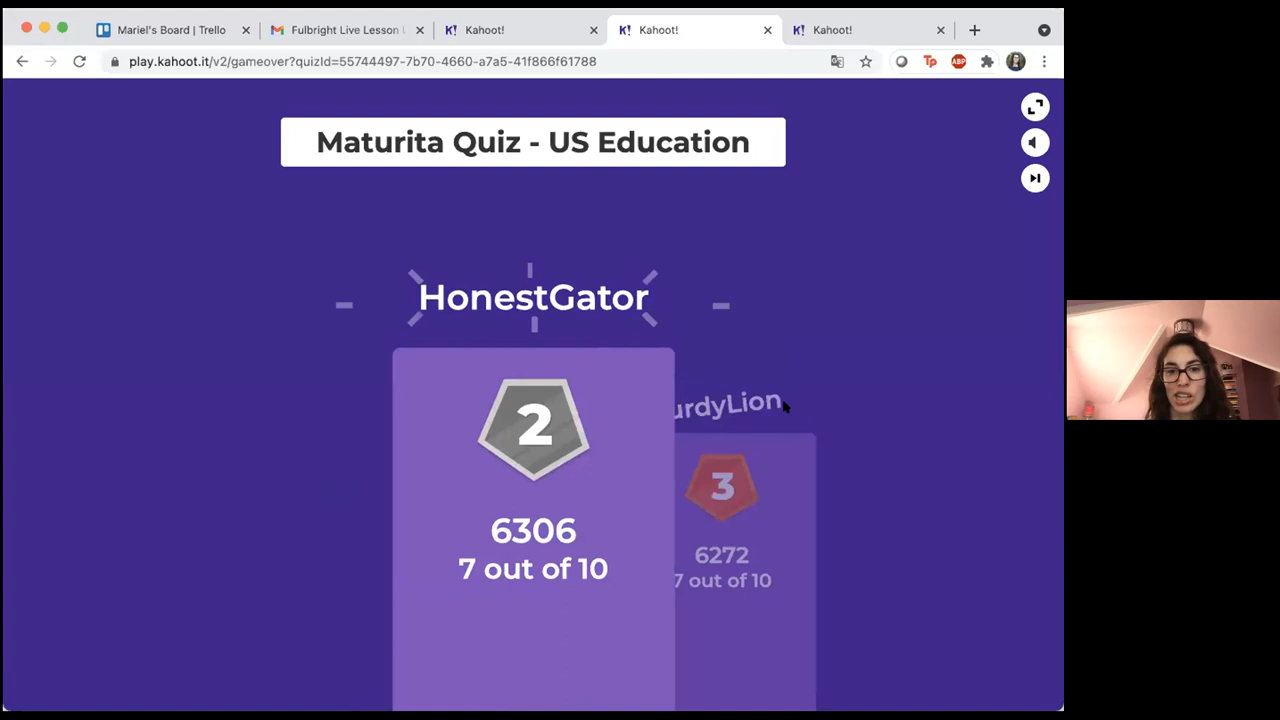 Mariel's Board | Trello
Fulbright Live Lesson
K! Kahoot!
K! Kahoot!
K! Kahoot!
play.kahoot.it/v2/gameover?quizId=55744497-7b70-4660-a7a5-41f866f61788
Tp
ABP
Maturita Quiz - US Education
HonestGator
urdyLion
2
3
6306
7 out of 10
6272
7 out of 10